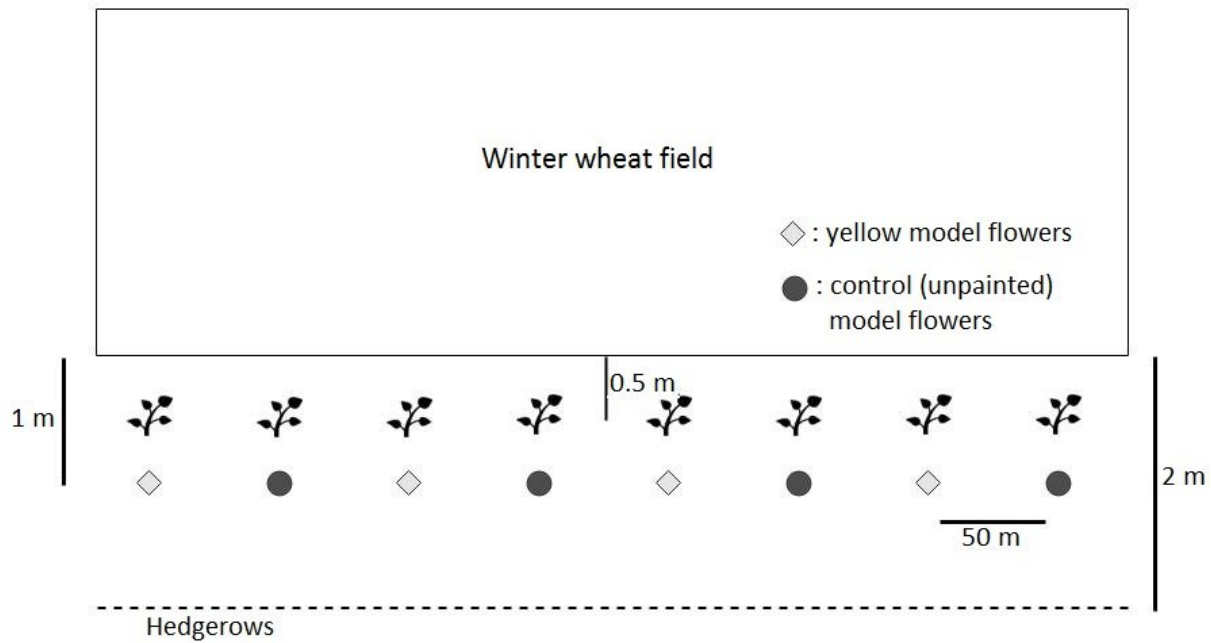 Winter wheat field
: yellow model flowers
: control (unpainted)
model flowers
0.5 m
1 m
2 m
50 m
Hedgerows